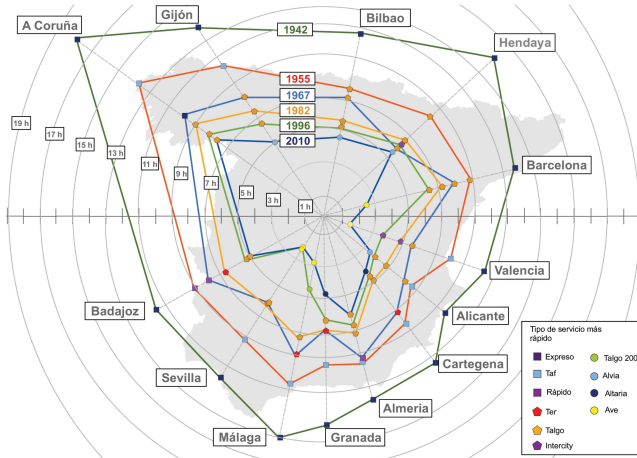 Gijón
1942
Bilbao
A Coruña
Hendaya
1955
1967
1982
1996
2010
19 h
17 h
15 h
13 h
11 h
9 h
7 h
5 h
3 h
1 h
Barcelona
Valencia
Badajoz
Alicante
Cartegena
Sevilla
Almeria
Málaga
Granada
Tipo de servicio más
rápido
Expreso
Talgo 200
Taf
Alvia
Rápido
Altaria
Ter
Ave
Talgo
Intercity